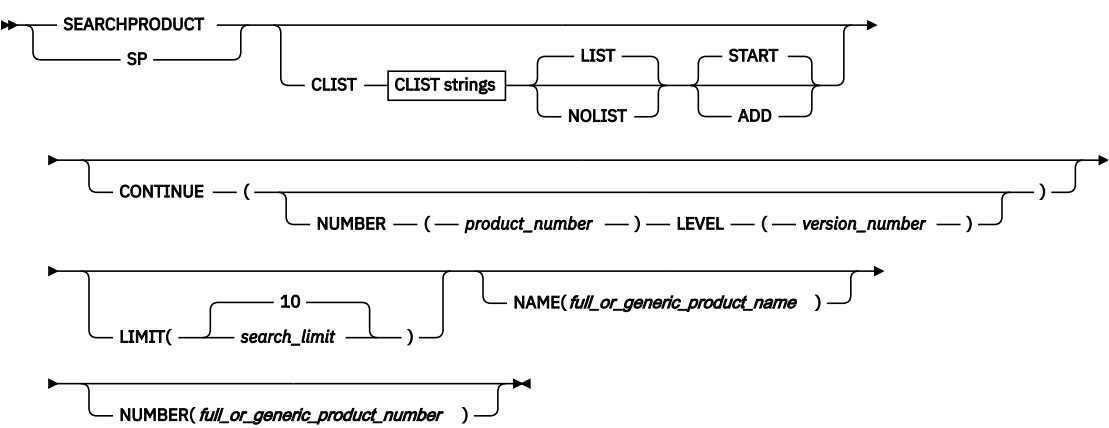 SEARCHPRODUCT
SP
LIST START
CLIST CLIST strings
NOLIST ADD
CONTINUE ( )
NUMBER ( product_number ) LEVEL ( version_number )
10
LIMIT( search_limit )
NAME( full_or_generic_product_name )
NUMBER( full_or_generic_product_number )